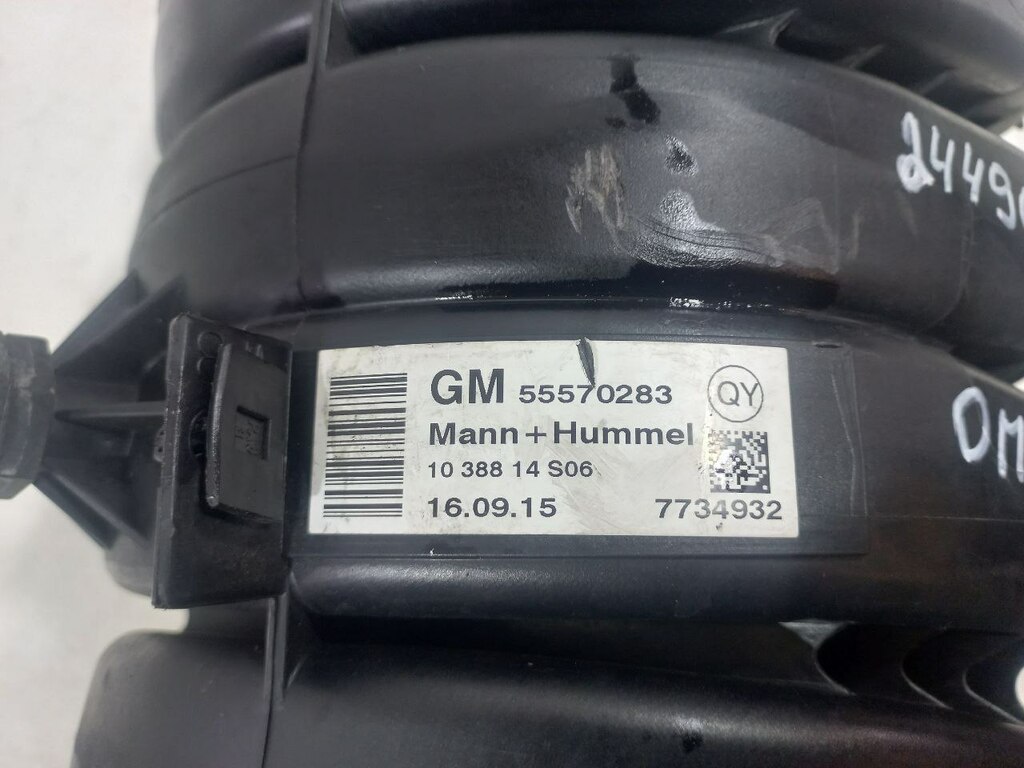 GM 55570283
QY
Mann+Hummel
10 388 14 S06
16.09.15
7734932